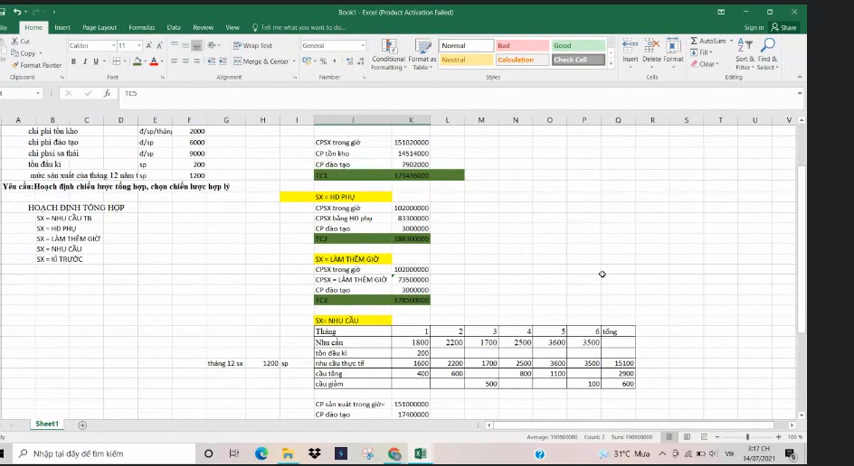 Book1 - Excel (Product Activation Failed)
Home Insert Page Layout Formulas Data Review View Tell me what you want to do... Sign in Share
Cut
Copy
Format Painter
Clipboard
Calibri 11
B I U
Font
Wrap Text
Merge & Center
Alignment
General
Number
Conditional Formatting
Format as Table
Normal Bad Good
Neutral Calculation Check Cell
Styles
Insert Delete Format
Cells
AutoSum
Fill
Clear
Sort & Filter
Find & Select
Editing
fx TC5
A B C D E F G H I J K L M N O P Q R S T U V
chi phí tồn kho đ/sp/tháng 2000
chi phí đào tạo đ/sp 6000
chi phai sa thải đ/sp 9000
tồn đầu kì sp 200
mức sản xuất của tháng 12 năm t sp 1200
Yên cầu:Hoạch định chiến lược tổng hợp, chọn chiến lược hợp lý
HOẠCH ĐỊNH TỔNG HỢP
SX = NHU CẦU TB
SX = HĐ PHỤ
SX = LÀM THÊM GIỜ
SX = NHU CẦU
SX = KÌ TRƯỚC
tháng 12 sx 1200 sp
CPSX trong giờ 151020000
CP tồn kho 14514000
CP đào tạo 7902000
TC1 173436000
SX = HĐ PHỤ
CPSX trong giờ 102000000
CPSX bằng HĐ phụ 83300000
CP đào tạo 3000000
TC2 188300000
SX = LÀM THÊM GIỜ
CPSX trong giờ 102000000
CPSX = LÀM THÊM GIỜ 73500000
CP đào tạo 3000000
TC3 178500000
SX= NHU CẦU
Tháng 1 2 3 4 5 6 tổng
Nhu cầu 1800 2200 1700 2500 3600 3500
tồn đầu kì 200
nhu cầu thực tế 1600 2200 1700 2500 3600 3500 15100
cầu tăng 400 600 800 1100 2900
cầu giảm 500 100 600
CP sản xuất trong giờ= 151000000
CP đào tạo 17400000
Sheet1
100 %
Nhập tại đây để tìm kiếm
31°C Mưa
VIE
3:17 CH
14/07/2021